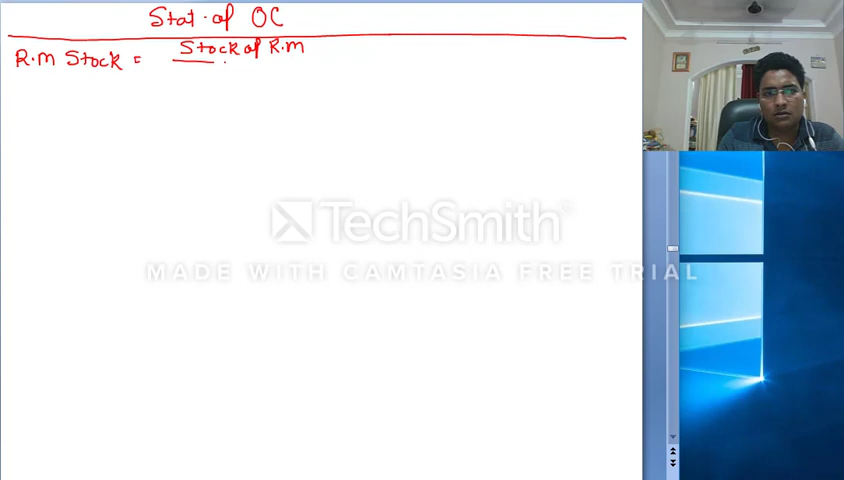 Stat. of OC
R.m Stock = Stock of R.m
TechSmith
MADE WITH CAMTASIA FREE TRIAL